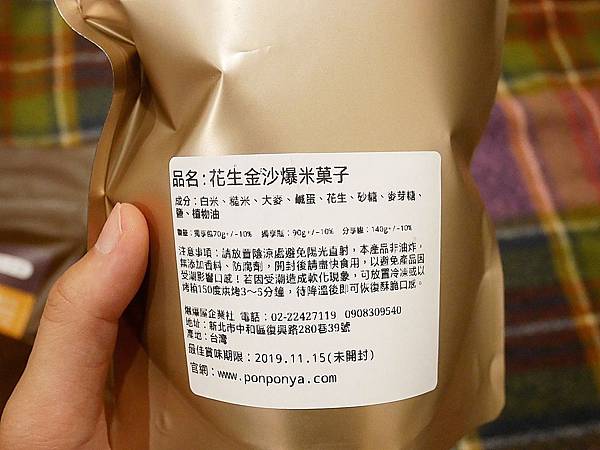 品名:花生金沙爆米菓子
成分:白米、糙米、大麥、鹹蛋、花生、砂糖、麥芽糖、
鹽、植物油
重量:獨享包70g+/-10% 獨享瓶:90g+/-10% 分享罐:140g+/-10%
注意事項:請放置陰涼處避免陽光直射,本產品非油炸,
無添加香料、防腐劑,開封後請盡快食用,以避免產品因
受潮影響口感!若因受潮造成軟化現象,可放置冷凍或以
烤箱150度烘烤3～5分鐘,待降溫後即可恢復酥脆口感。
爆爆屋企業社 電話:02-22427119 0908309540
地址:新北市中和區復興路280巷39號
產地:台灣
最佳賞味期限:2019.11.15(未開封)
官網:www.ponponya.com